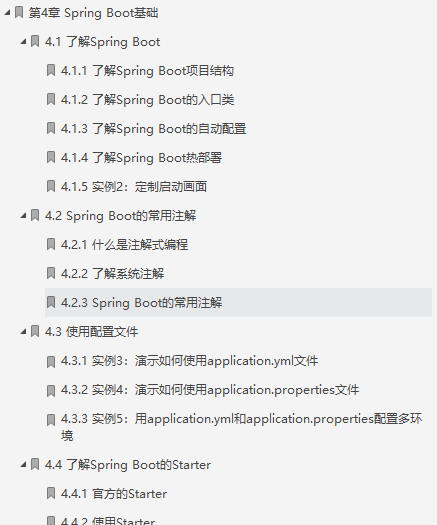 第4章 Spring Boot基础
4.1 了解Spring Boot
4.1.1 了解Spring Boot项目结构
4.1.2 了解Spring Boot的入口类
4.1.3 了解Spring Boot的自动配置
4.1.4 了解Spring Boot热部署
4.1.5 实例2：定制启动画面
4.2 Spring Boot的常用注解
4.2.1 什么是注解式编程
4.2.2 了解系统注解
4.2.3 Spring Boot的常用注解
4.3 使用配置文件
4.3.1 实例3：演示如何使用application.yml文件
4.3.2 实例4：演示如何使用application.properties文件
4.3.3 实例5：用application.yml和application.properties配置多环
境
4.4 了解Spring Boot的Starter
4.4.1 官方的Starter
4.4.2 使用Starter